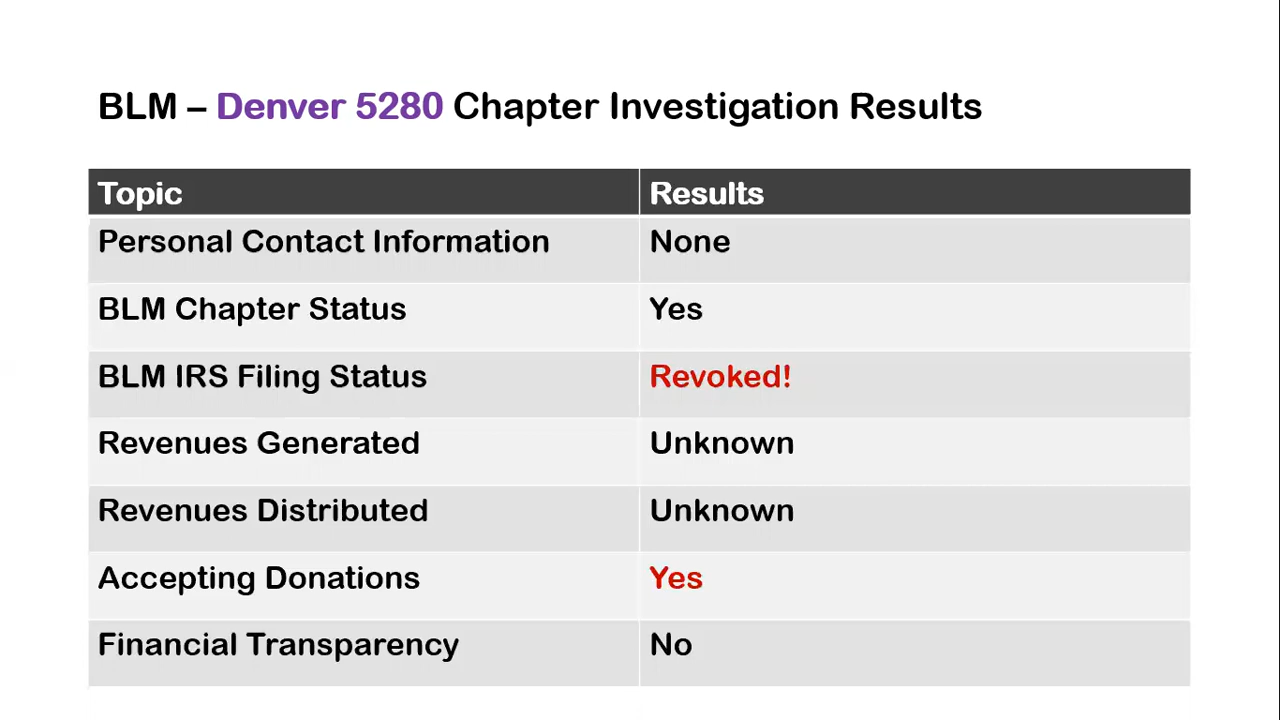 BLM – Denver 5280 Chapter Investigation Results
Topic Results
Personal Contact Information None
BLM Chapter Status Yes
BLM IRS Filing Status Revoked!
Revenues Generated Unknown
Revenues Distributed Unknown
Accepting Donations Yes
Financial Transparency No